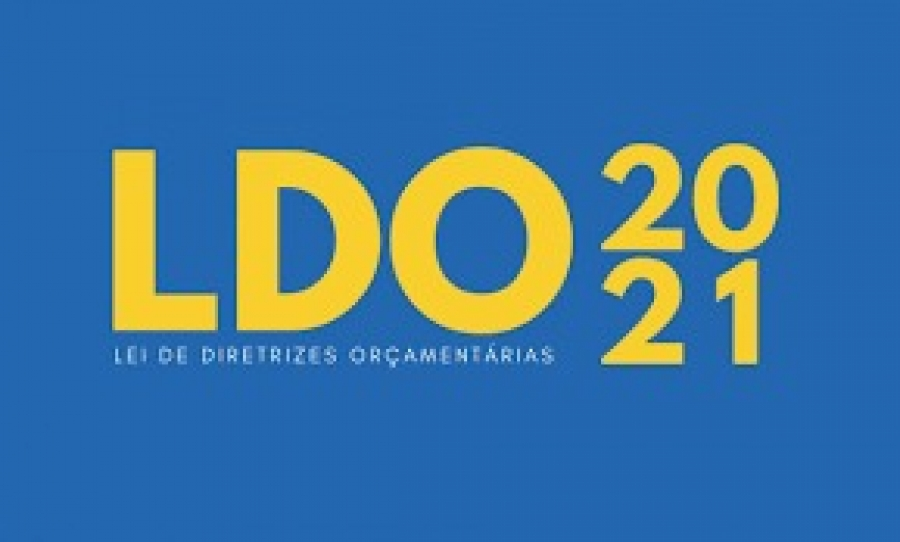 LDO
LEI DE DIRETRIZES ORÇAMENTÁRIAS
20
21